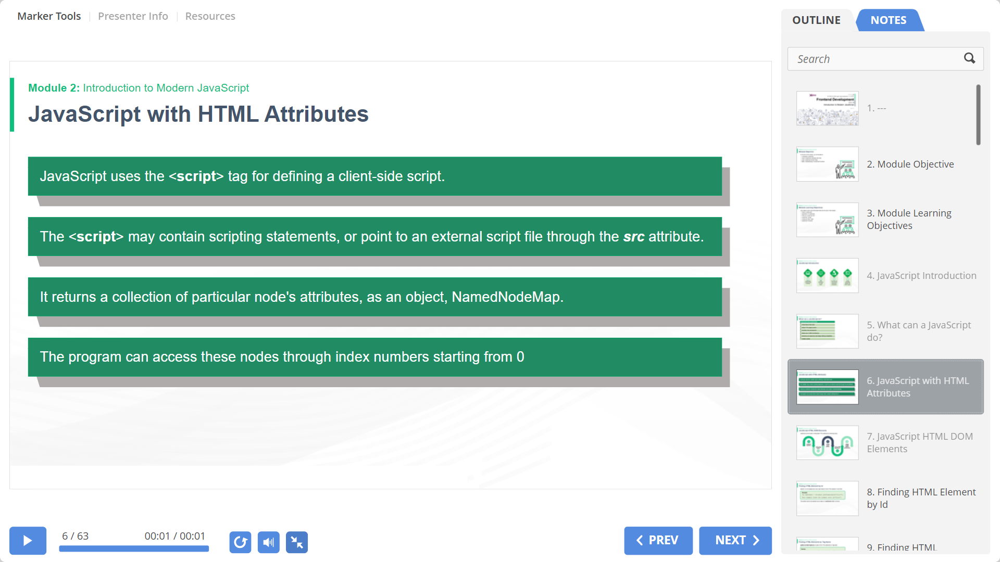 Marker Tools
Presenter Info
Resources
OUTLINE
NOTES
Search
Module 2: Introduction to Modern JavaScript
JavaScript with HTML Attributes
JavaScript uses the <script> tag for defining a client-side script.
The <script> may contain scripting statements, or point to an external script file through the src attribute.
It returns a collection of particular node's attributes, as an object, NamedNodeMap.
The program can access these nodes through index numbers starting from 0
Frontend Development
1. ---
2. Module Objective
3. Module Learning
Objectives
4. JavaScript Introduction
5. What can a JavaScript
do?
6. JavaScript with HTML
Attributes
7. JavaScript HTML DOM
Elements
8. Finding HTML Element
by Id
9. Finding HTML
6 / 63
00:01 / 00:01
PREV
NEXT